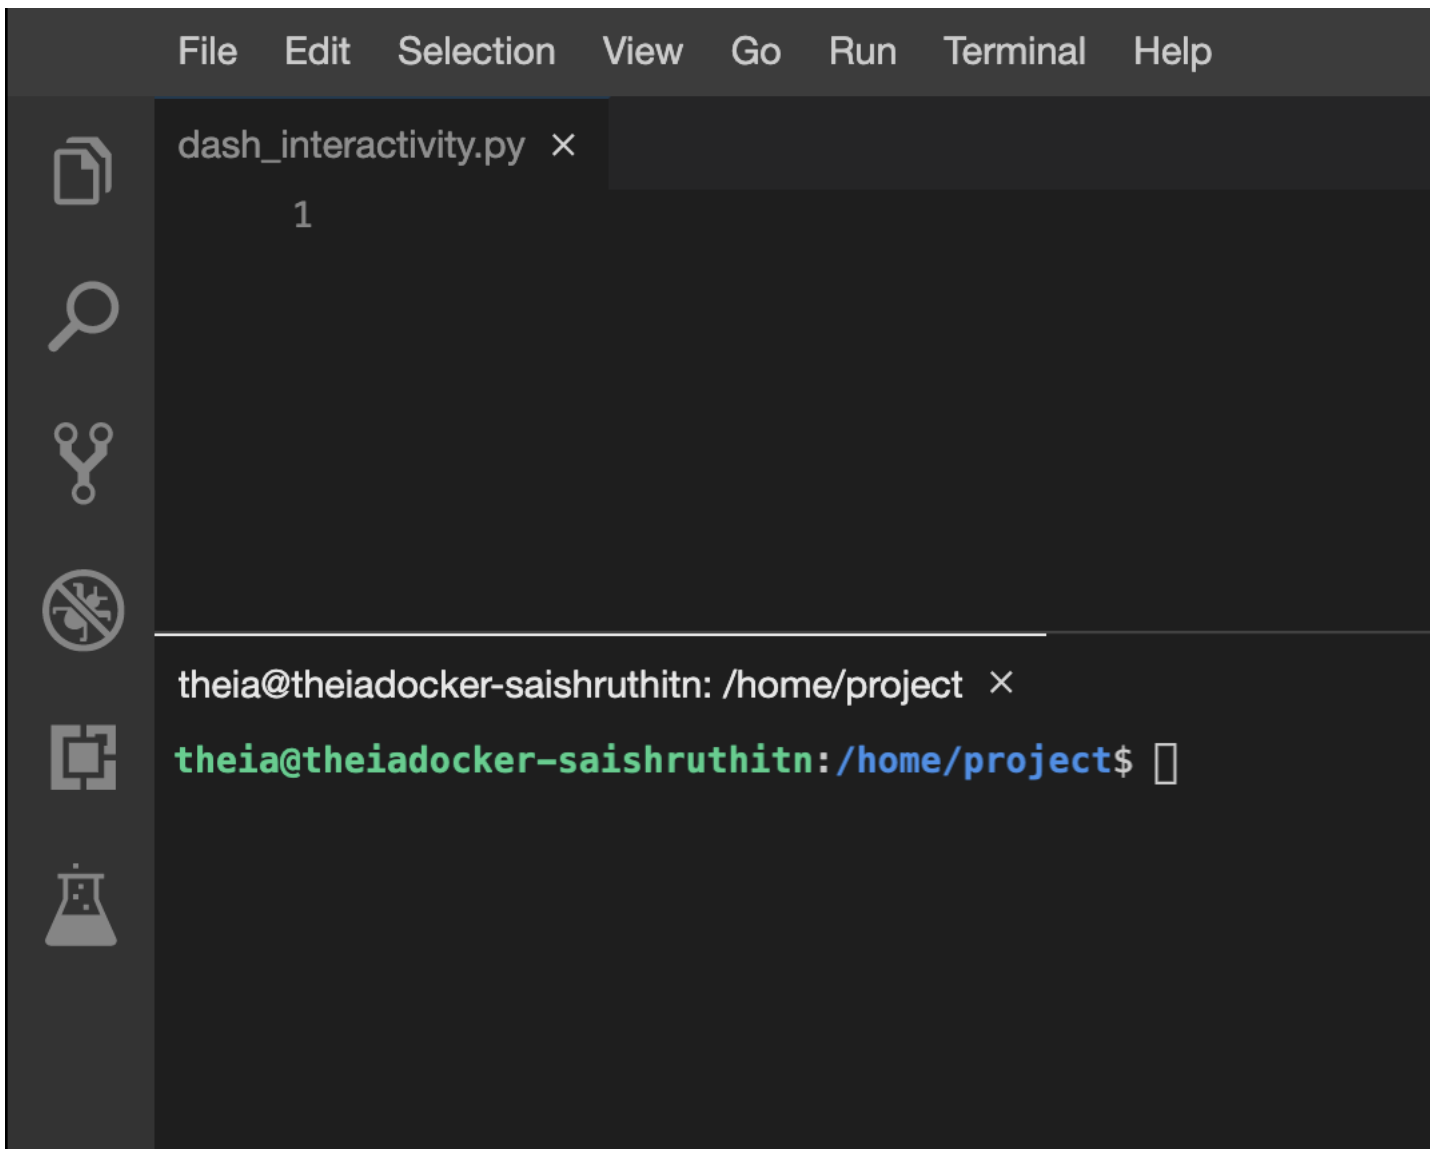 File Edit Selection View Go Run Terminal Help
dash_interactivity.py ×
1
theia@theiadocker-saishruthitn: /home/project ×
theia@theiadocker-saishruthitn:/home/project$